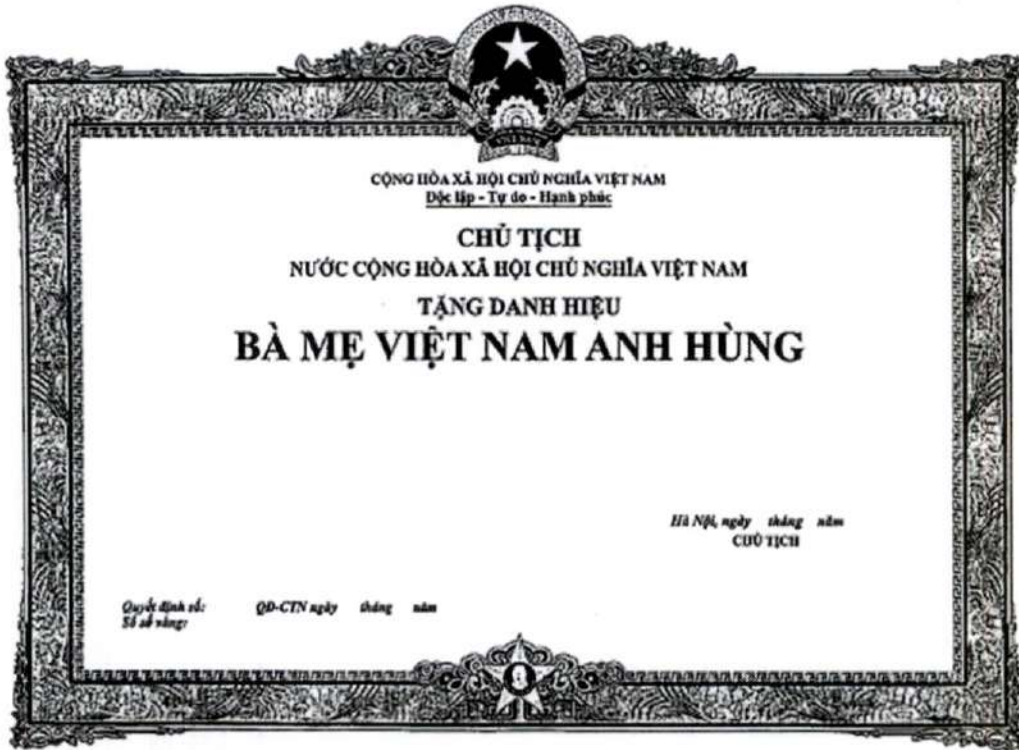 CỘNG HÒA XÃ HỘI CHỦ NGHĨA VIỆT NAM
Độc lập - Tự do - Hạnh phúc
CHỦ TỊCH
NƯỚC CỘNG HÒA XÃ HỘI CHỦ NGHĨA VIỆT NAM
TẶNG DANH HIỆU
BÀ MẸ VIỆT NAM ANH HÙNG
Hà Nội, ngày tháng năm
CHỦ TỊCH
Quyết định số: QĐ-CTN ngày tháng năm
Số sổ vàng: